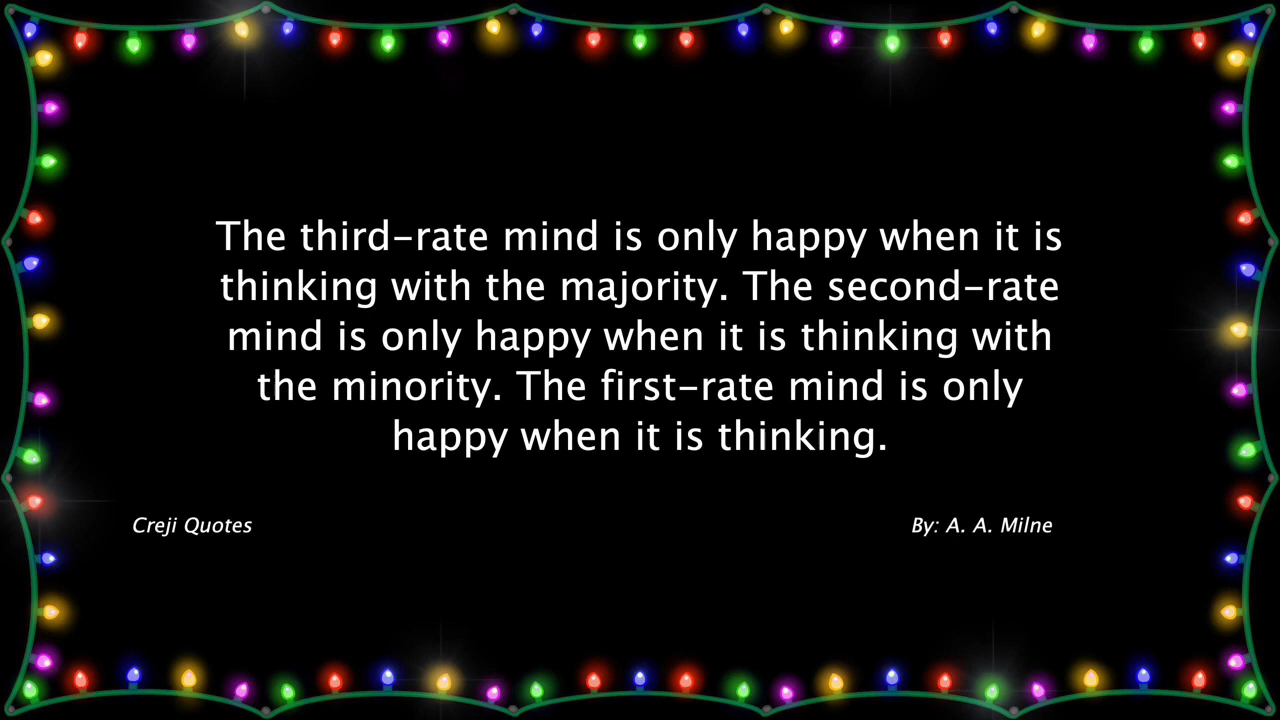 The third-rate mind is only happy when it is
thinking with the majority. The second-rate
mind is only happy when it is thinking with
the minority. The first-rate mind is only
happy when it is thinking.
Creji Quotes
By: A. A. Milne